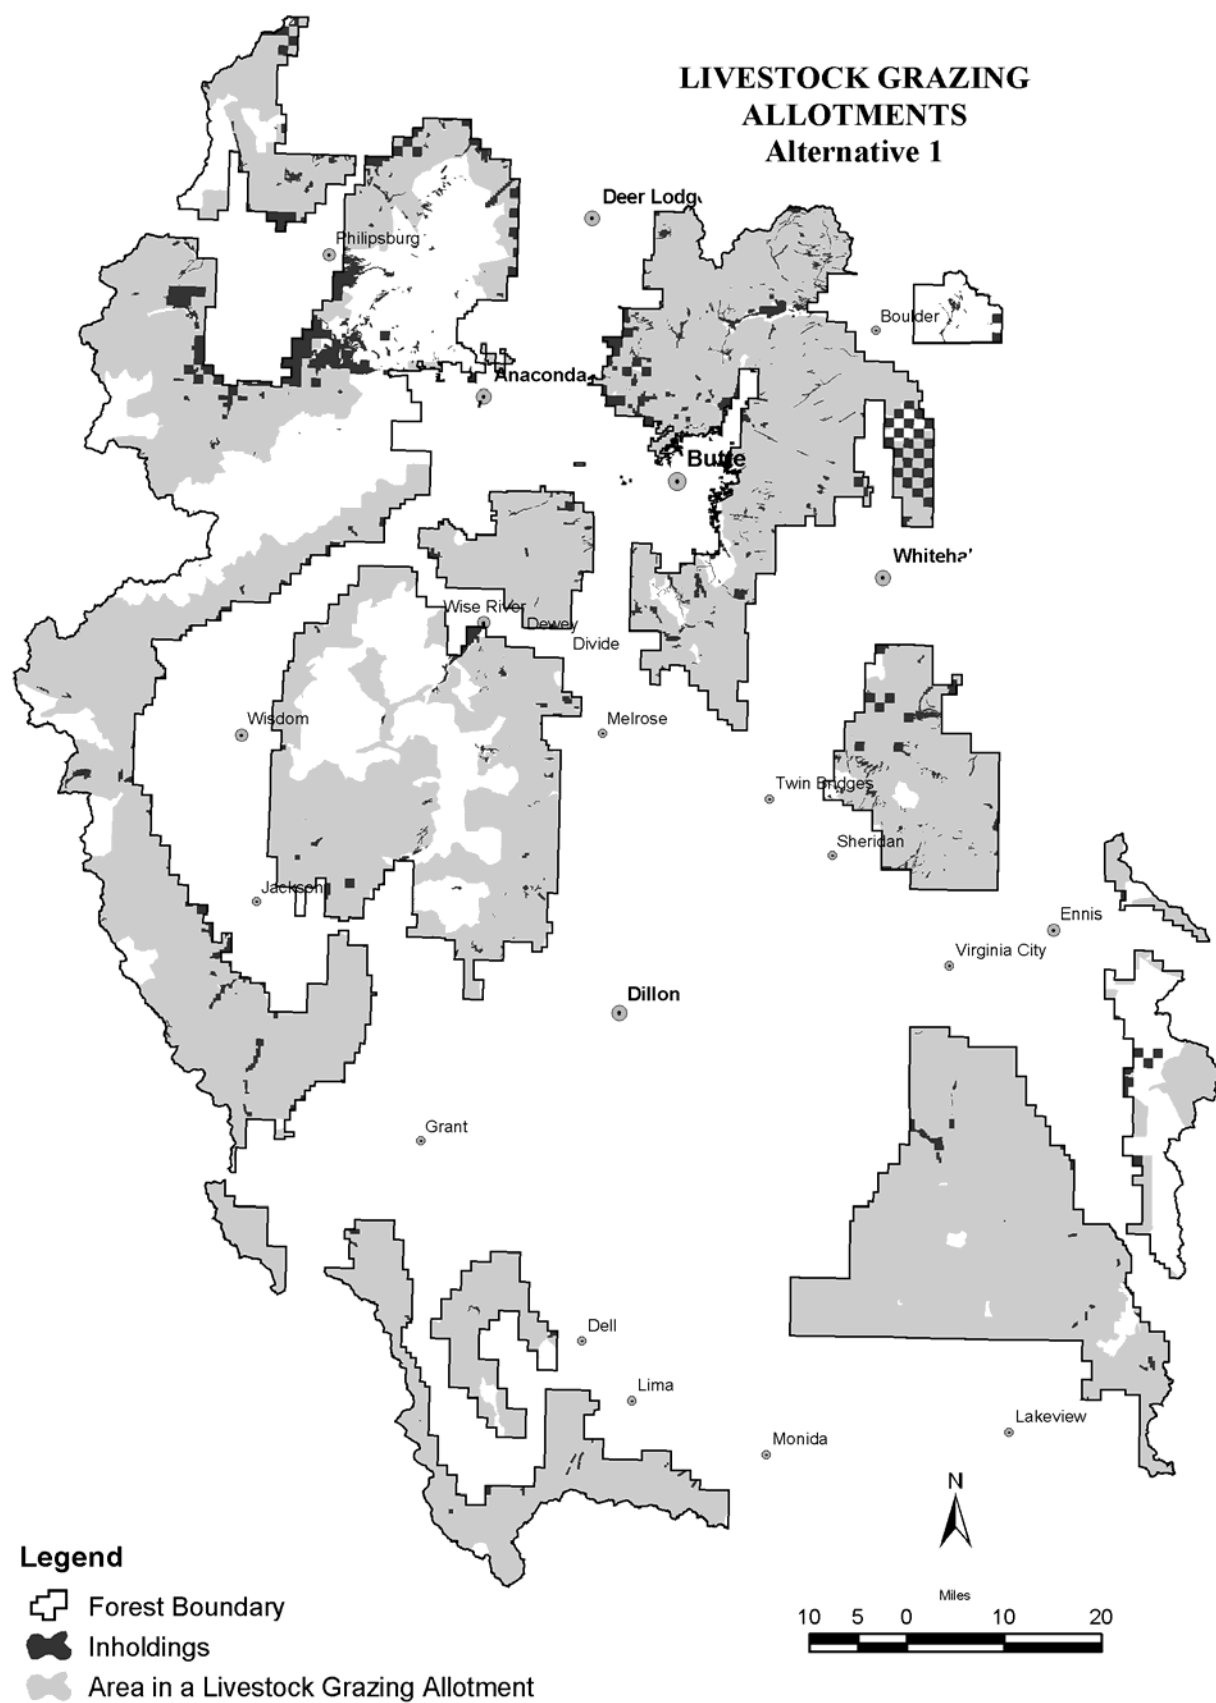 LIVESTOCK GRAZING
ALLOTMENTS
Alternative 1
Deer Lodg
Philipsburg
Boulder
Anaconda
Butte
Whiteha
Wise River
Dewey
Divide
Wisdom
Melrose
Twin Bridges
Sheridan
Jackson
Ennis
Virginia City
Dillon
Grant
Dell
Lima
Lakeview
Monida
N
Legend
Forest Boundary
Inholdings
Area in a Livestock Grazing Allotment
Miles
10 5 0 10 20